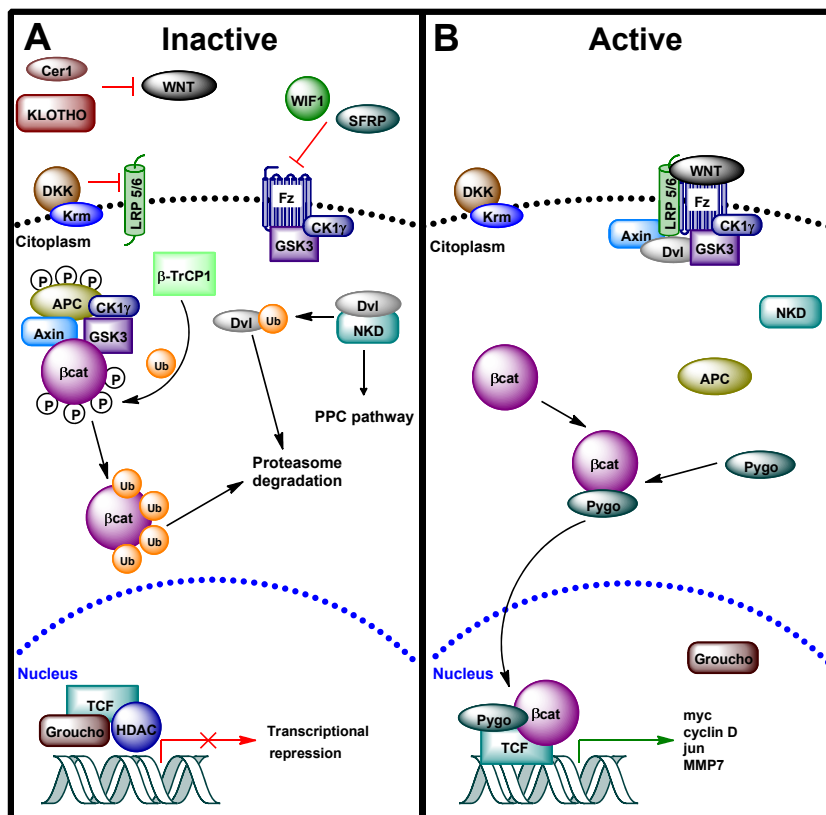 A Inactive
Cer1
WNT
KLOTHO
WIF1
SFRP
DKK
Krm
LRP 5/6
Fz
CK1γ
GSK3
Citoplasm
P P P
APC
CK1γ
Axin
GSK3
βcat
P
P
P
P
β-TrCP1
Ub
Dvl
Ub
Dvl
NKD
PPC pathway
Proteasome
degradation
Ub
βcat
Ub
Ub
Ub
Nucleus
TCF
Groucho
HDAC
Transcriptional
repression
B Active
DKK
Krm
Citoplasm
WNT
LRP 5/6
Fz
CK1γ
Axin
Dvl
GSK3
NKD
βcat
APC
βcat
Pygo
Pygo
Nucleus
Groucho
Pygo
βcat
TCF
myc
cyclin D
jun
MMP7